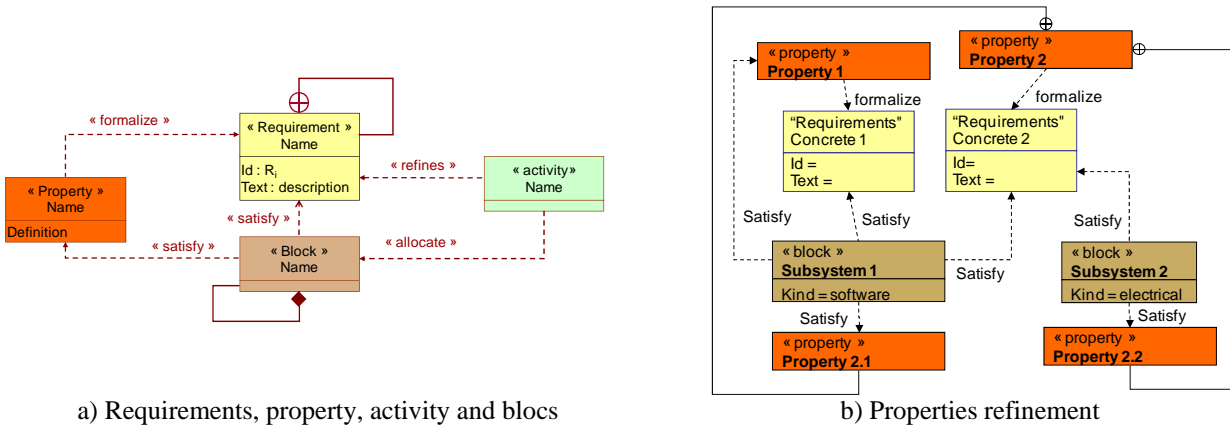 « formalize »
« Requirement »
Name
Id : Ri
Text : description
« refines »
« activity»
Name
« Property »
Name
Definition
« satisfy »
« satisfy »
« Block »
Name
« allocate »
a) Requirements, property, activity and blocs
« property »
Property 1
« property »
Property 2
formalize
formalize
“Requirements"
Concrete 1
Id =
Text =
“Requirements"
Concrete 2
Id=
Text =
Satisfy
Satisfy
Satisfy
« block »
Subsystem 1
Kind = software
« block »
Subsystem 2
Kind = electrical
Satisfy
Satisfy
Satisfy
« property »
Property 2.1
« property »
Property 2.2
b) Properties refinement